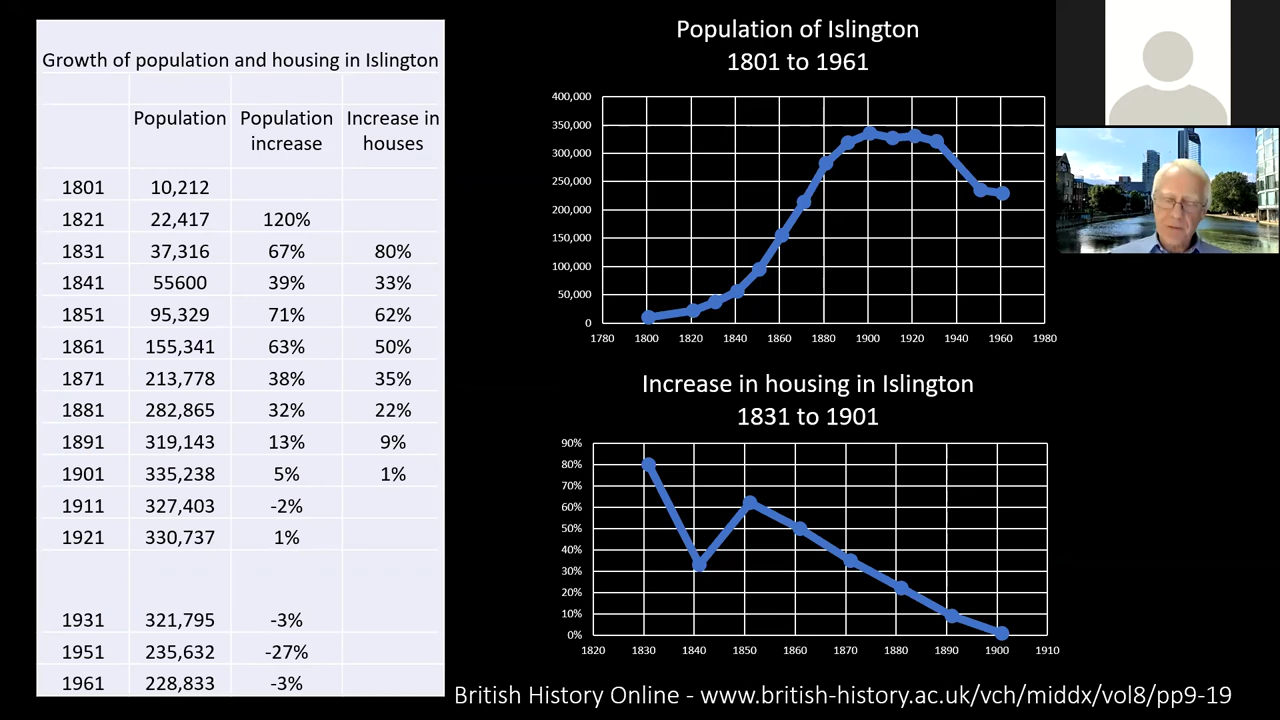 Growth of population and housing in Islington
Population Population increase Increase in houses
1801 10,212
1821 22,417 120%
1831 37,316 67% 80%
1841 55600 39% 33%
1851 95,329 71% 62%
1861 155,341 63% 50%
1871 213,778 38% 35%
1881 282,865 32% 22%
1891 319,143 13% 9%
1901 335,238 5% 1%
1911 327,403 -2%
1921 330,737 1%
1931 321,795 -3%
1951 235,632 -27%
1961 228,833 -3%
Population of Islington
1801 to 1961
400,000
350,000
300,000
250,000
200,000
150,000
100,000
50,000
0
1780 1800 1820 1840 1860 1880 1900 1920 1940 1960 1980
Increase in housing in Islington
1831 to 1901
90%
80%
70%
60%
50%
40%
30%
20%
10%
0%
1820 1830 1840 1850 1860 1870 1880 1890 1900 1910
British History Online - www.british-history.ac.uk/vch/middx/vol8/pp9-19